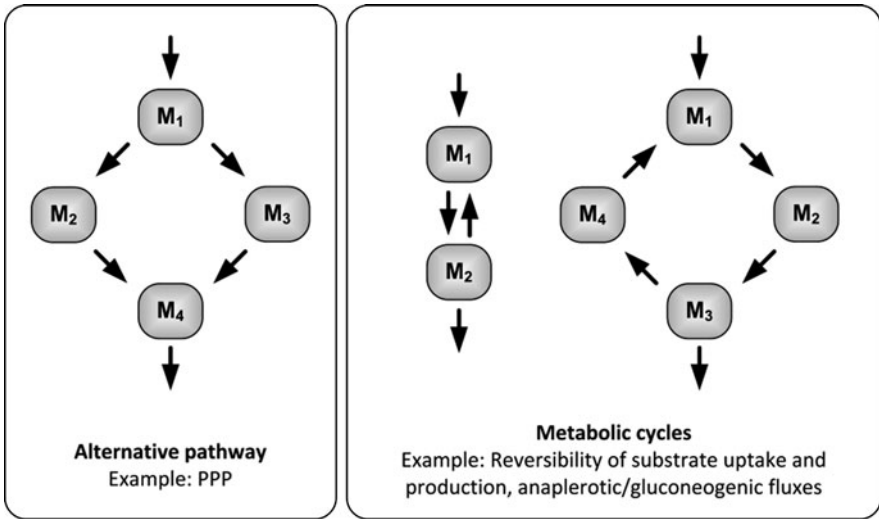 M₁
M₂
M₃
M₄
Alternative pathway
Example: PPP
M₁
M₂
M₁
M₄
M₂
M₃
Metabolic cycles
Example: Reversibility of substrate uptake and
production, anaplerotic/gluconeogenic fluxes